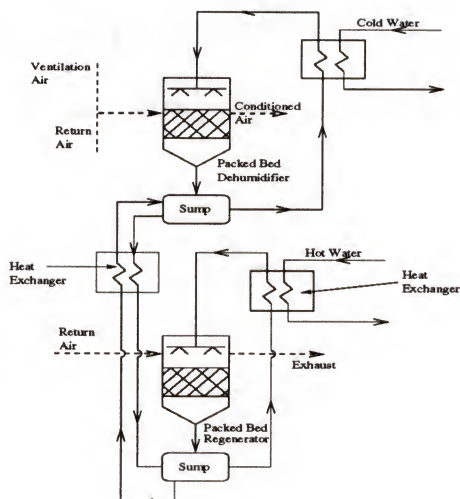 Cold Water
Ventilation
Air
Conditioned
Air
Return
Air
Packed Bed
Dehumidifier
Sump
Hot Water
Heat
Exchanger
Heat
Exchanger
Return
Air
Exhaust
Packed Bed
Regenerator
Sump